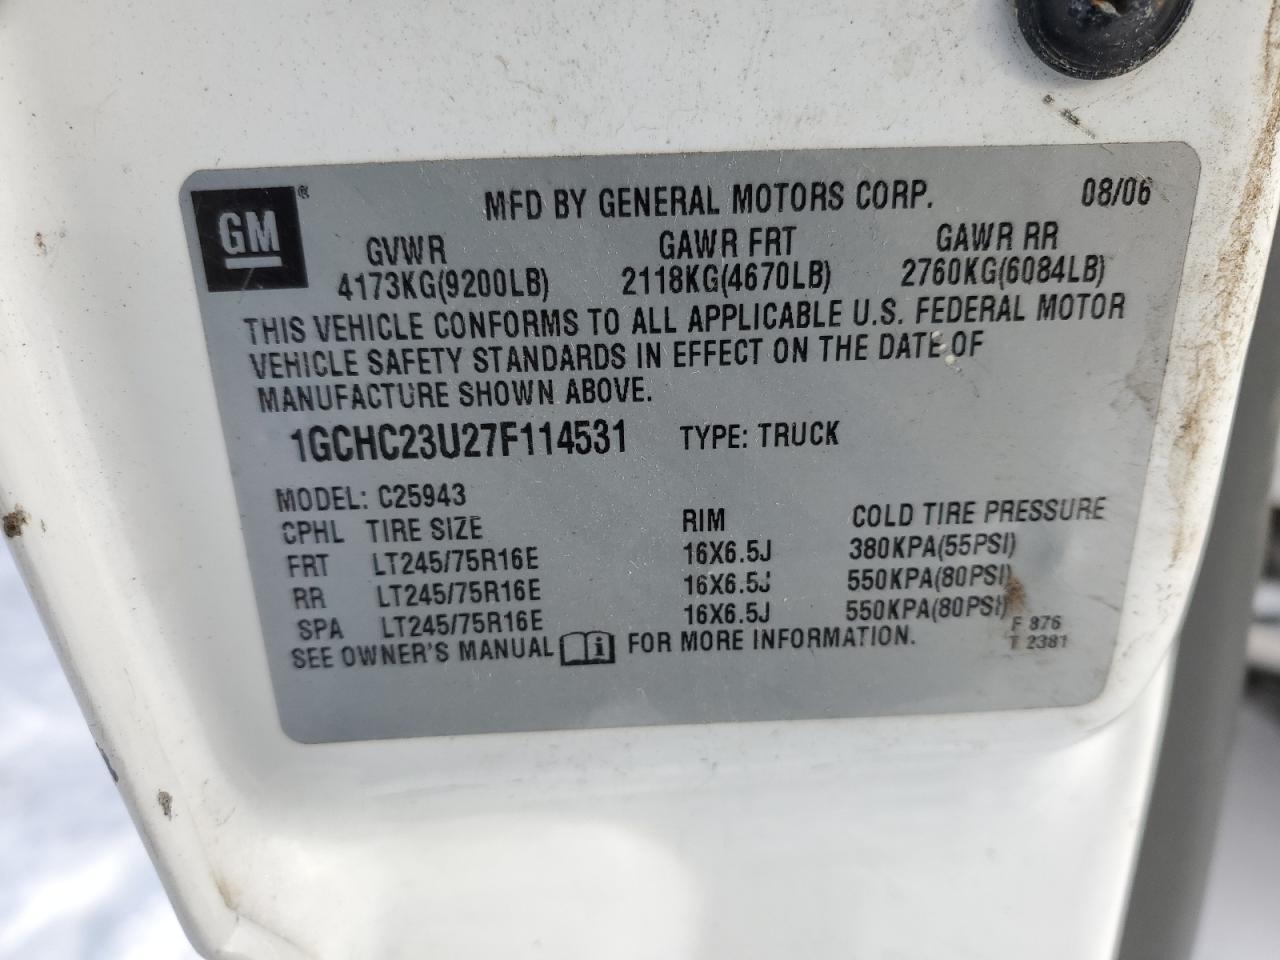 GM ®
MFD BY GENERAL MOTORS CORP. 08/06
GVWR GAWR FRT GAWR RR
4173KG(9200LB) 2118KG(4670LB) 2760KG(6084LB)
THIS VEHICLE CONFORMS TO ALL APPLICABLE U.S. FEDERAL MOTOR
VEHICLE SAFETY STANDARDS IN EFFECT ON THE DATE OF
MANUFACTURE SHOWN ABOVE.
1GCHC23U27F114531 TYPE: TRUCK
MODEL: C25943
CPHL TIRE SIZE RIM COLD TIRE PRESSURE
FRT LT245/75R16E 16X6.5J 380KPA(55PSI)
RR LT245/75R16E 16X6.5J 550KPA(80PSI)
SPA LT245/75R16E 16X6.5J 550KPA(80PSI)
SEE OWNER'S MANUAL i FOR MORE INFORMATION.
F 876
T 2381